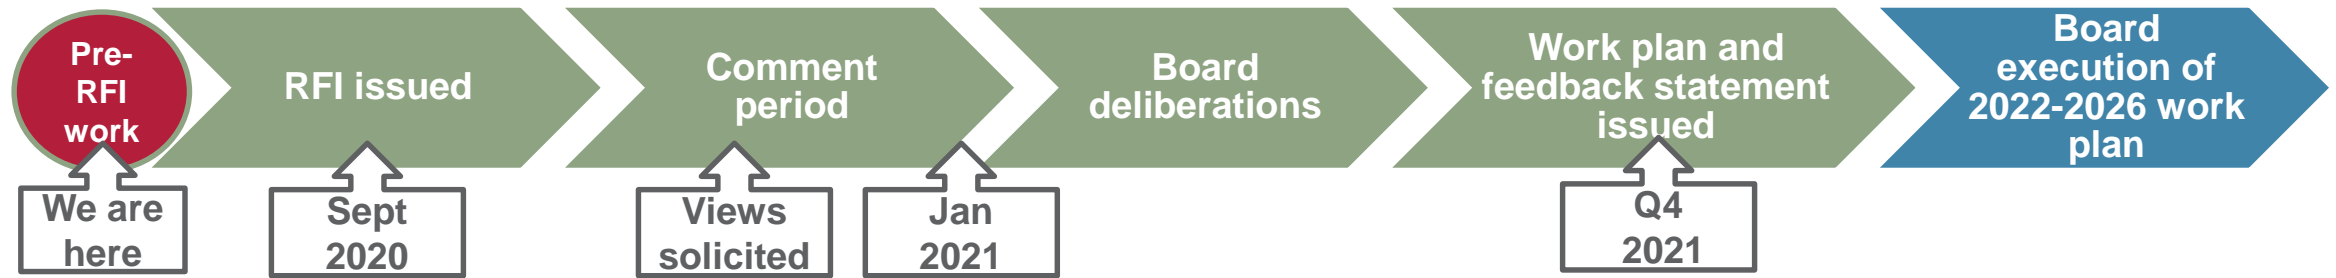 Pre-
RFI
work
RFI issued
Comment
period
Board
deliberations
Work plan and
feedback statement
issued
Board
execution of
2022-2026 work
plan
We are
here
Sept
2020
Views
solicited
Jan
2021
Q4
2021